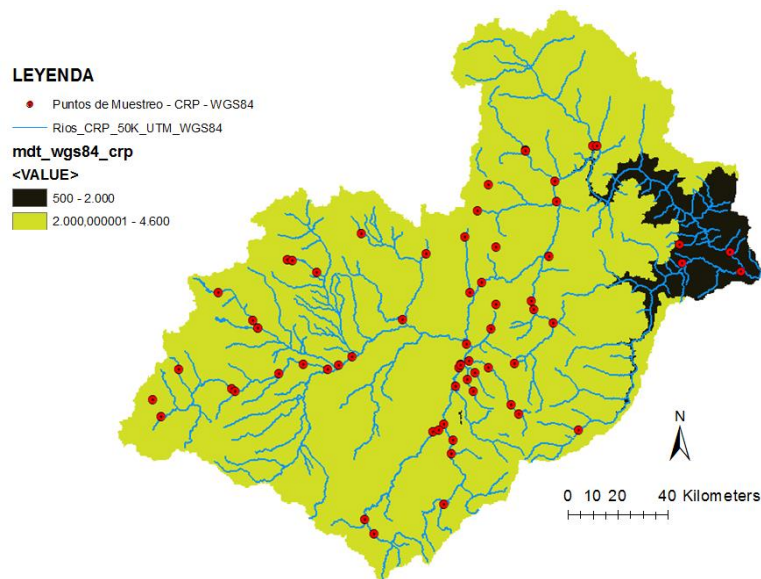 LEYENDA
Puntos de Muestreo - CRP - WGS84
Rios_CRP_50K_UTM_WGS84
mdt_wgs84_crp
<VALUE>
500 - 2.000
2.000,000001 - 4.600
N
0 10 20 40 Kilometers